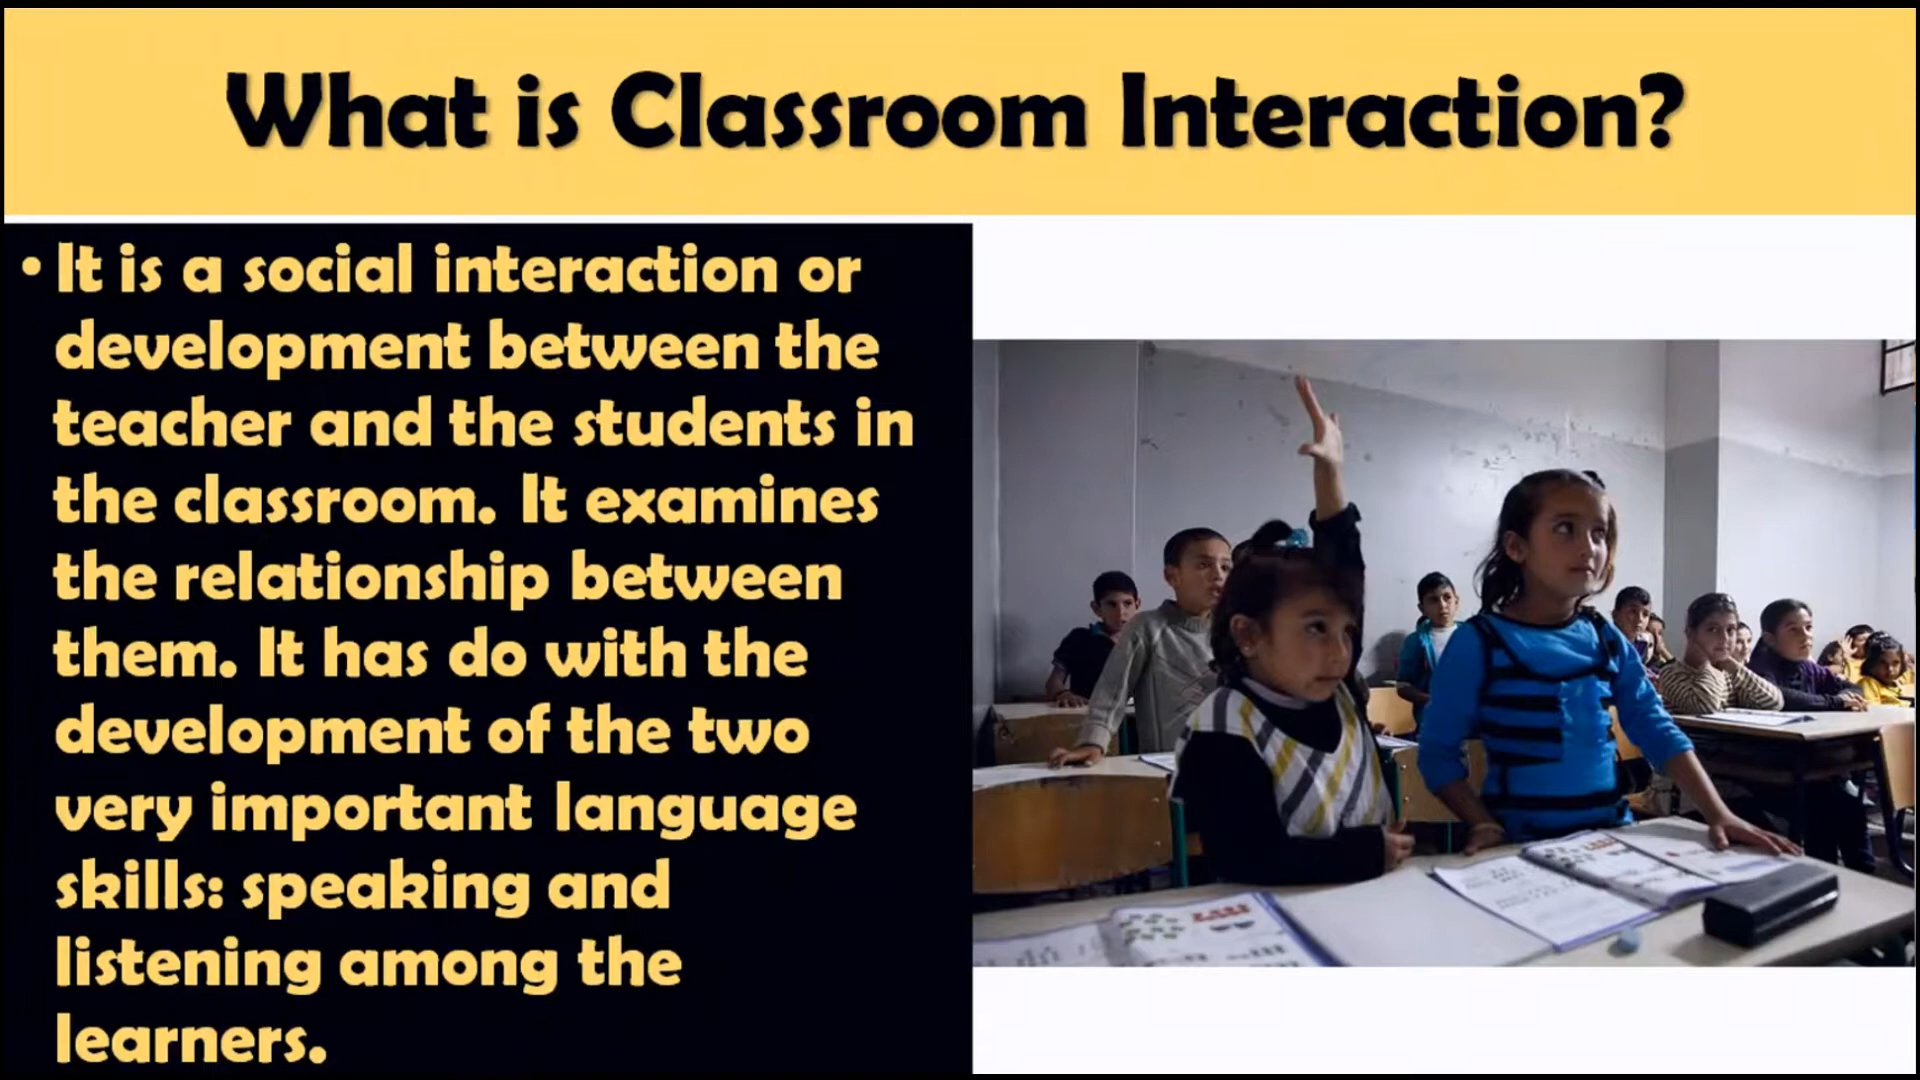 What is Classroom Interaction?
• It is a social interaction or
development between the
teacher and the students in
the classroom. It examines
the relationship between
them. It has do with the
development of the two
very important language
skills: speaking and
listening among the
learners.